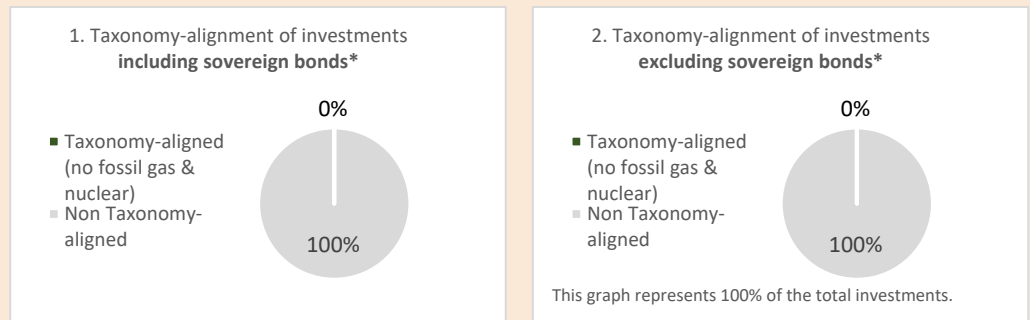 1. Taxonomy-alignment of investments
including sovereign bonds*
0%
Taxonomy-aligned
(no fossil gas &
nuclear)
Non Taxonomy-
aligned
100%
2. Taxonomy-alignment of investments
excluding sovereign bonds*
0%
Taxonomy-aligned
(no fossil gas &
nuclear)
Non Taxonomy-
aligned
100%
This graph represents 100% of the total investments.